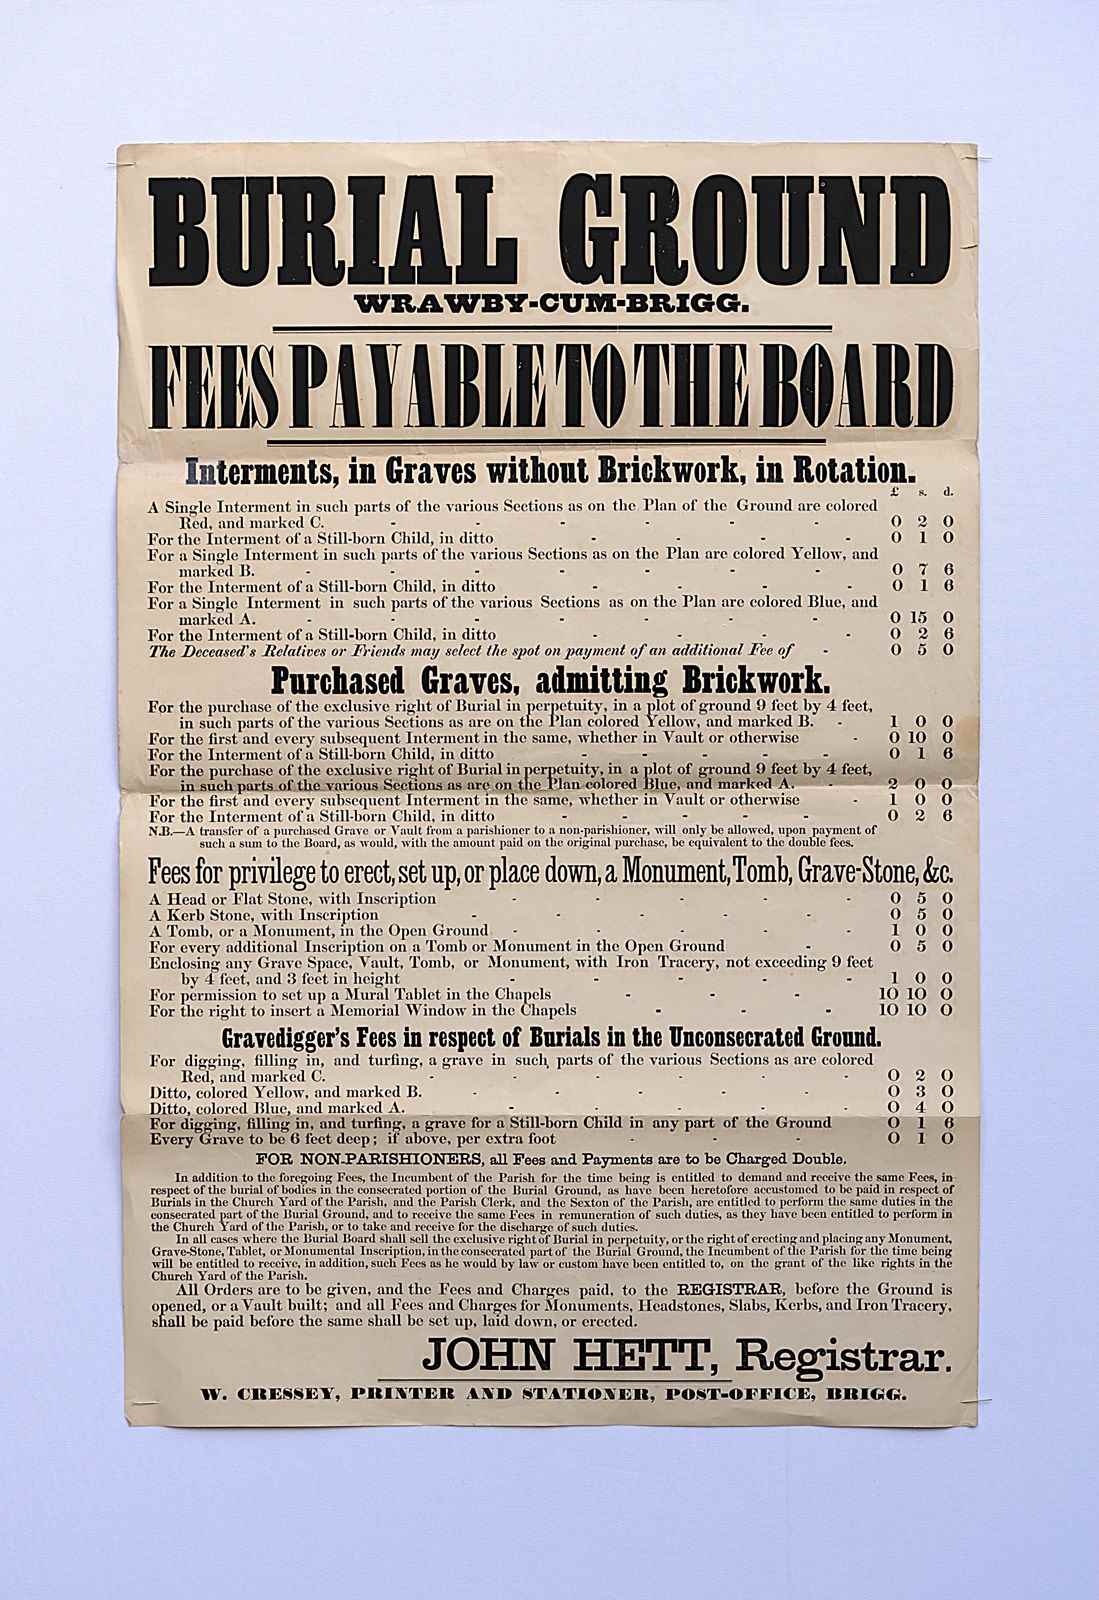 BURIAL GROUND
WRAWBY-CUM-BRIGG.
FEES PAYABLE TO THE BOARD
Interments, in Graves without Brickwork, in Rotation.
£ s. d.
A Single Interment in such parts of the various Sections as on the Plan of the Ground are colored
Red, and marked C. - - - - - - 0 2 0
For the Interment of a Still-born Child, in ditto - - - - 0 1 0
For a Single Interment in such parts of the various Sections as on the Plan are colored Yellow, and
marked B. - - - - - - - 0 7 6
For the Interment of a Still-born Child, in ditto - - - - 0 1 6
For a Single Interment in such parts of the various Sections as on the Plan are colored Blue, and
marked A. - - - - - - - 0 15 0
For the Interment of a Still-born Child, in ditto - - - - 0 2 6
The Deceased's Relatives or Friends may select the spot on payment of an additional Fee of - 0 5 0
Purchased Graves, admitting Brickwork.
For the purchase of the exclusive right of Burial in perpetuity, in a plot of ground 9 feet by 4 feet,
in such parts of the various Sections as are on the Plan colored Yellow, and marked B. - 1 0 0
For the first and every subsequent Interment in the same, whether in Vault or otherwise - 0 10 0
For the Interment of a Still-born Child, in ditto - - - - 0 1 6
For the purchase of the exclusive right of Burial in perpetuity, in a plot of ground 9 feet by 4 feet,
in such parts of the various Sections as are on the Plan colored Blue, and marked A. - 2 0 0
For the first and every subsequent Interment in the same, whether in Vault or otherwise - 1 0 0
For the Interment of a Still-born Child, in ditto - - - - 0 2 6
N.B.—A transfer of a purchased Grave or Vault from a parishioner to a non-parishioner, will only be allowed, upon payment of
such a sum to the Board, as would, with the amount paid on the original purchase, be equivalent to the double fees.
Fees for privilege to erect, set up, or place down, a Monument, Tomb, Grave-Stone, &c.
A Head or Flat Stone, with Inscription - - - - - 0 5 0
A Kerb Stone, with Inscription - - - - - 0 5 0
A Tomb, or a Monument, in the Open Ground - - - - - 1 0 0
For every additional Inscription on a Tomb or Monument in the Open Ground - 0 5 0
Enclosing any Grave Space, Vault, Tomb, or Monument, with Iron Tracery, not exceeding 9 feet
by 4 feet, and 3 feet in height - - - - - 1 0 0
For permission to set up a Mural Tablet in the Chapels - - - 10 10 0
For the right to insert a Memorial Window in the Chapels - - - 10 10 0
Gravedigger's Fees in respect of Burials in the Unconsecrated Ground.
For digging, filling in, and turfing, a grave in such parts of the various Sections as are colored
Red, and marked C. - - - - - - 0 2 0
Ditto, colored Yellow, and marked B. - - - - - 0 3 0
Ditto, colored Blue, and marked A. - - - - - 0 4 0
For digging, filling in, and turfing, a grave for a Still-born Child in any part of the Ground 0 1 6
Every Grave to be 6 feet deep; if above, per extra foot - - - 0 1 0
FOR NON-PARISHIONERS, all Fees and Payments are to be Charged Double.
In addition to the foregoing Fees, the Incumbent of the Parish for the time being is entitled to demand and receive the same Fees, in
respect of the burial of bodies in the consecrated portion of the Burial Ground, as have been heretofore accustomed to be paid in respect of
Burials in the Church Yard of the Parish, and the Parish Clerk, and the Sexton of the Parish, are entitled to perform the same duties in the
consecrated part of the Burial Ground, and to receive the same Fees in remuneration of such duties, as they have been entitled to perform in
the Church Yard of the Parish, or to take and receive for the discharge of such duties.
In all cases where the Burial Board shall sell the exclusive right of Burial in perpetuity, or the right of erecting and placing any Monument,
Grave-Stone, Tablet, or Monumental Inscription, in the consecrated part of the Burial Ground, the Incumbent of the Parish for the time being
will be entitled to receive, in addition, such Fees as he would by law or custom have been entitled to, on the grant of the like rights in the
Church Yard of the Parish.
All Orders are to be given, and the Fees and Charges paid, to the REGISTRAR, before the Ground is
opened, or a Vault built; and all Fees and Charges for Monuments, Headstones, Slabs, Kerbs, and Iron Tracery,
shall be paid before the same shall be set up, laid down, or erected.
JOHN HETT, Registrar.
W. CRESSEY, PRINTER AND STATIONER, POST-OFFICE, BRIGG.